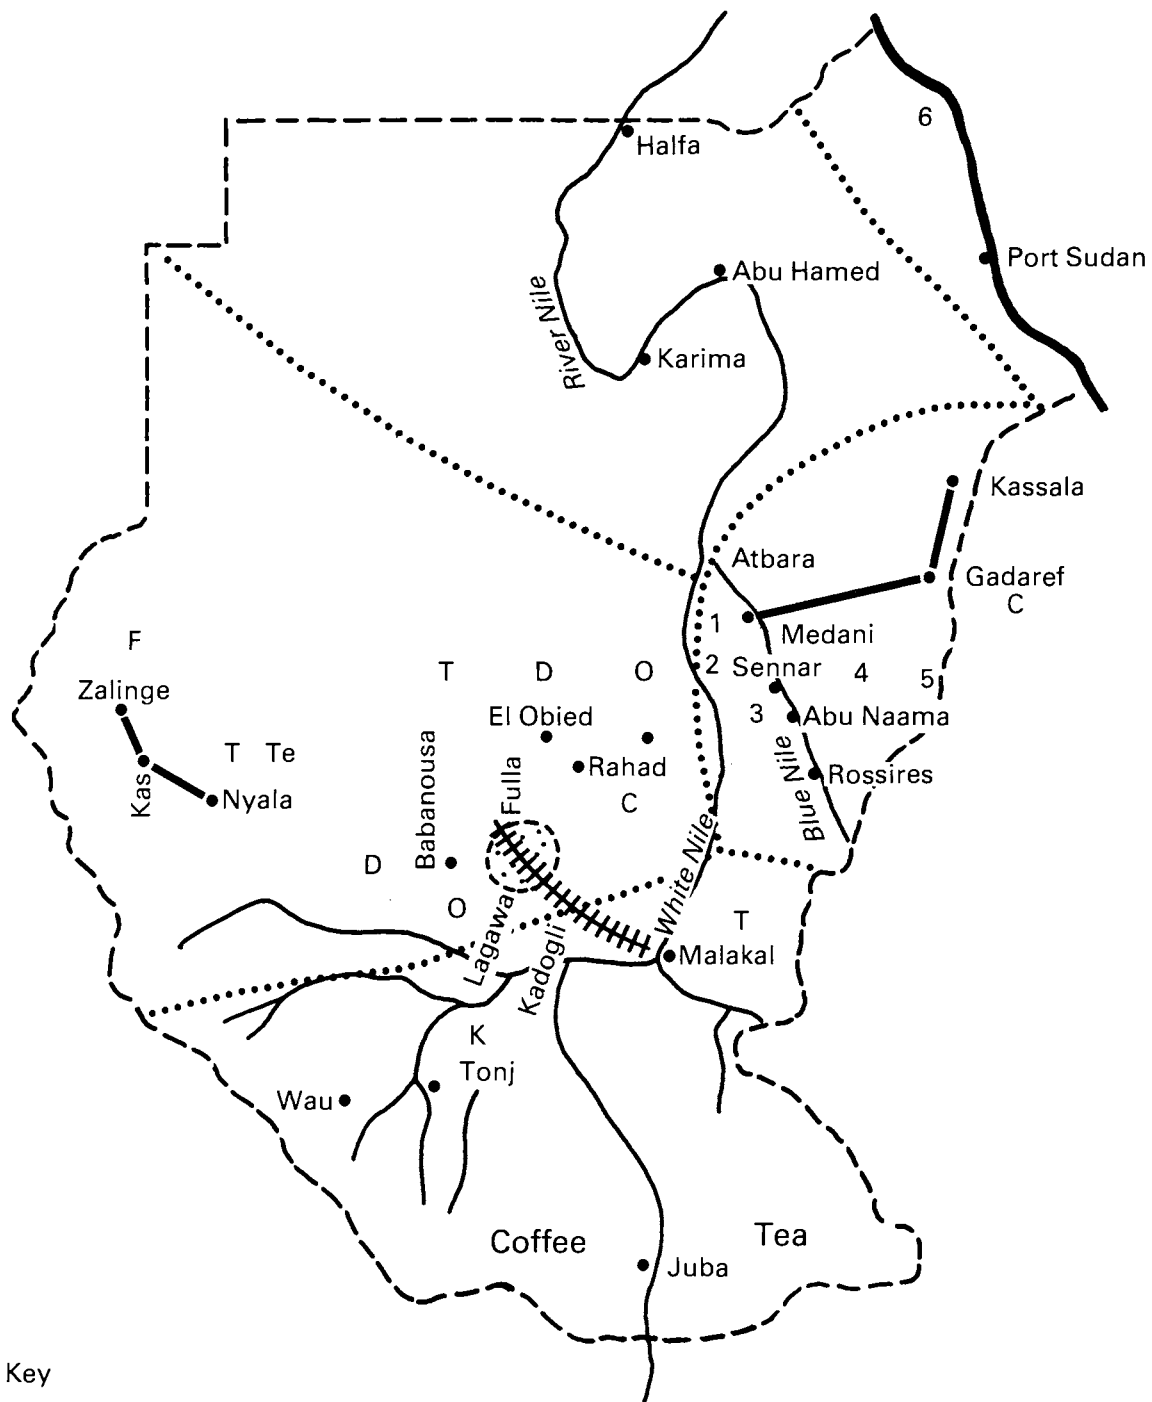 6
Halfa
Port Sudan
Abu Hamed
River Nile
Karima
Kassala
Atbara
Gadaref
C
1
Medani
F
T
D
O
2
Sennar
4
5
Zalinge
El Obied
3
Abu Naama
T Te
Kas
Nyala
Babanousa
Fulla
Rahad
C
Blue Nile
Rossires
D
O
Lagawa
Kadogli
White Nile
T
Malakal
K
Tonj
Wau
Coffee
Tea
Juba
Key